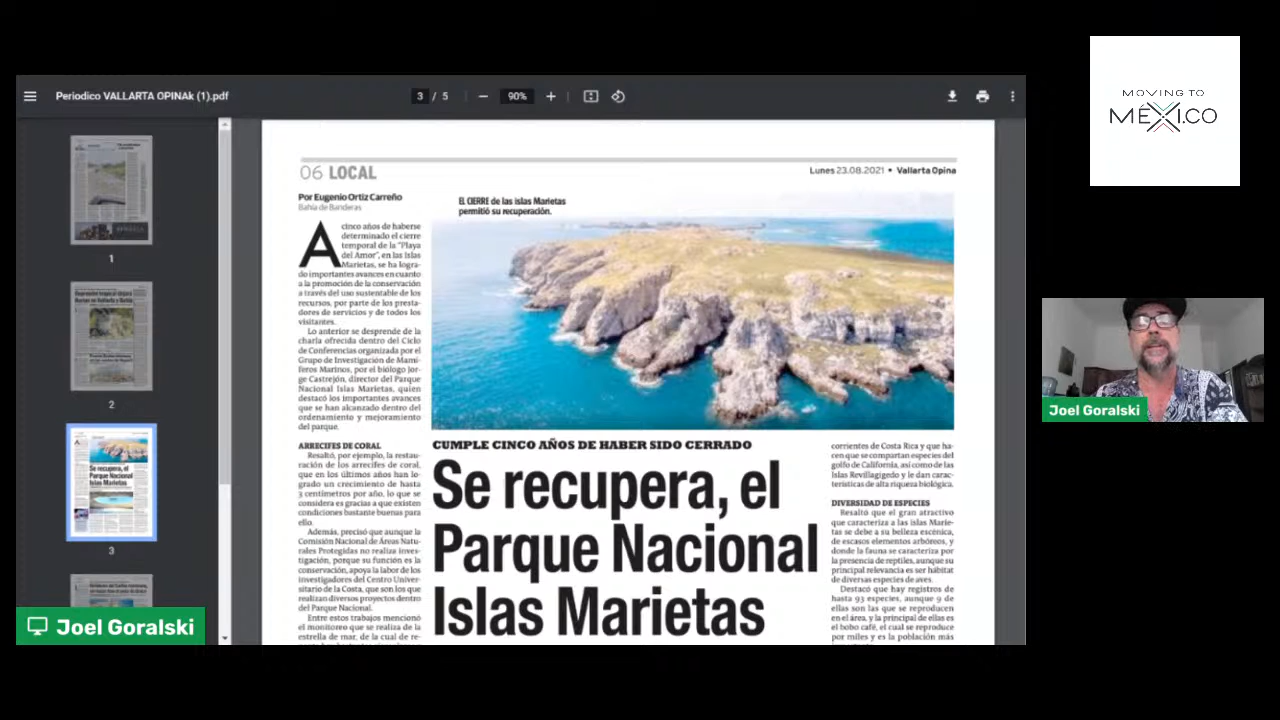 MOVING TO
MEXICO
Periodico VALLARTA OPINAk (1).pdf
3 / 5
90%
1
2
3
06 LOCAL
Lunes 23.08.2021 • Vallarta Opina
Por Eugenio Ortiz Carreño
Bahía de Banderas
A cinco años de haberse
determinado el cierre
temporal de la "Playa
del Amor", en las Islas
Marietas, se ha logra-
do importantes avances en cuanto
a la promoción de la conservación
a través del uso sustentable de los
recursos, por parte de los presta-
dores de servicios y de todos los
visitantes.
Lo anterior se desprende de la
charla ofrecida dentro del Ciclo
de Conferencias organizada por el
Grupo de Investigación de Mamí-
feros Marinos, por el biólogo Jor-
ge Castrejón, director del Parque
Nacional Islas Marietas, quien
destacó los importantes avances
que se han alcanzado dentro del
ordenamiento y mejoramiento
del parque.
ARRECIFES DE CORAL
Resaltó, por ejemplo, la restau-
ración de los arrecifes de coral,
que en los últimos años han lo-
grado un crecimiento de hasta
3 centímetros por año, lo que se
considera es gracias a que existen
condiciones bastante buenas para
ello.
Además, precisó que aunque la
Comisión Nacional de Áreas Natu-
rales Protegidas no realiza inves-
tigación, porque su función es la
conservación, apoya la labor de los
investigadores del Centro Univer-
sitario de la Costa, que son los que
realizan diversos proyectos dentro
del Parque Nacional.
Entre estos trabajos mencionó
el monitoreo que se realiza de la
estrella de mar, de la cual de re-
EL CIERRE de las islas Marietas
permitió su recuperación.
CUMPLE CINCO AÑOS DE HABER SIDO CERRADO
Se recupera, el
Parque Nacional
Islas Marietas
corrientes de Costa Rica y que ha-
cen que se compartan especies del
golfo de California, así como de las
Islas Revillagigedo y le dan carac-
terísticas de alta riqueza biológica.
DIVERSIDAD DE ESPECIES
Resaltó que el gran atractivo
que caracteriza a las islas Marie-
tas se debe a su belleza escénica,
de escasos elementos arbóreos, y
donde la fauna se caracteriza por
la presencia de reptiles, aunque su
principal relevancia es ser hábitat
de diversas especies de aves.
Destacó que hay registros de
hasta 93 especies, aunque 9 de
ellas son las que se reproducen
en el área, y la principal de ellas es
el bobo café, el cual se reproduce
por miles y es la población más
Joel Goralski
Joel Goralski